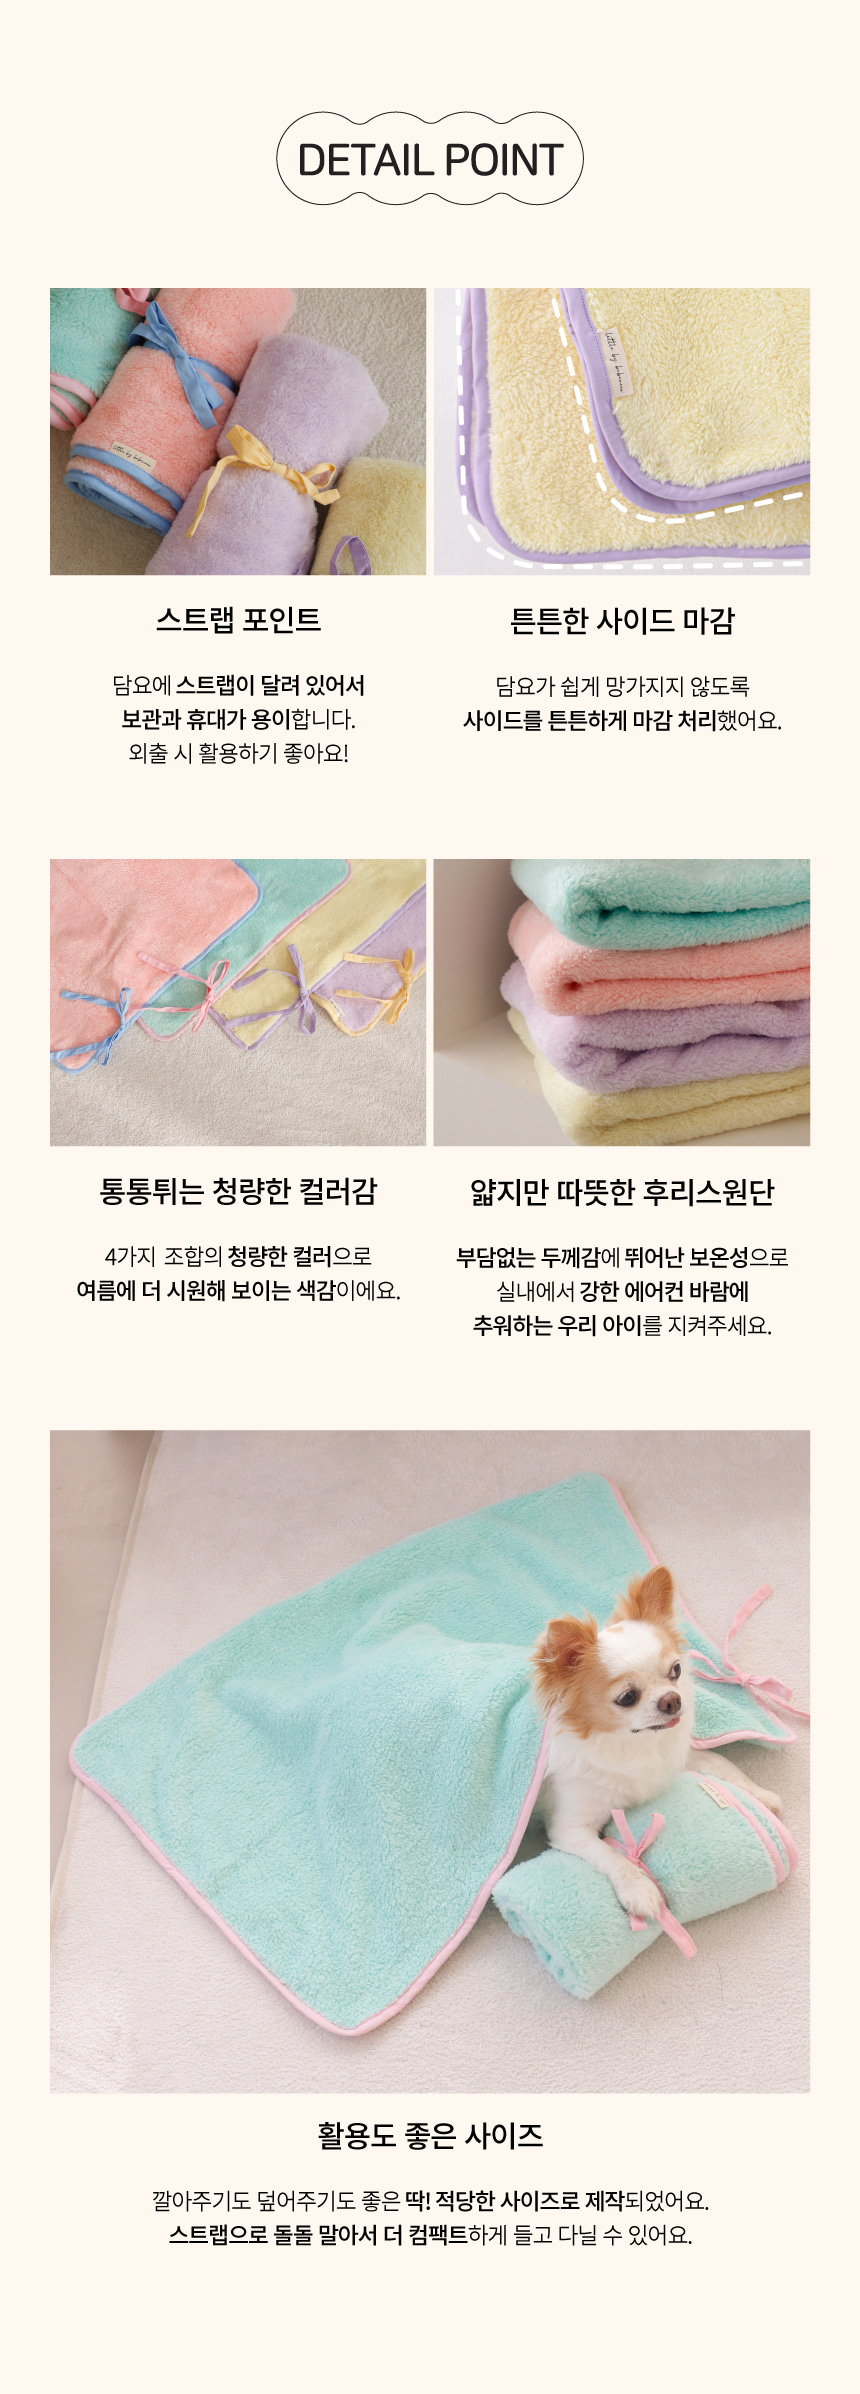 DETAIL POINT
스트랩 포인트
담요에 스트랩이 달려 있어서
보관과 휴대가 용이합니다.
외출 시 활용하기 좋아요!
little by bebenuvo
튼튼한 사이드 마감
담요가 쉽게 망가지지 않도록
사이드를 튼튼하게 마감 처리했어요.
통통튀는 청량한 컬러감
4가지 조합의 청량한 컬러으로
여름에 더 시원해 보이는 색감이에요.
얇지만 따뜻한 후리스원단
부담없는 두께감에 뛰어난 보온성으로
실내에서 강한 에어컨 바람에
추워하는 우리 아이를 지켜주세요.
활용도 좋은 사이즈
깔아주기도 덮어주기도 좋은 딱! 적당한 사이즈로 제작되었어요.
스트랩으로 돌돌 말아서 더 컴팩트하게 들고 다닐 수 있어요.